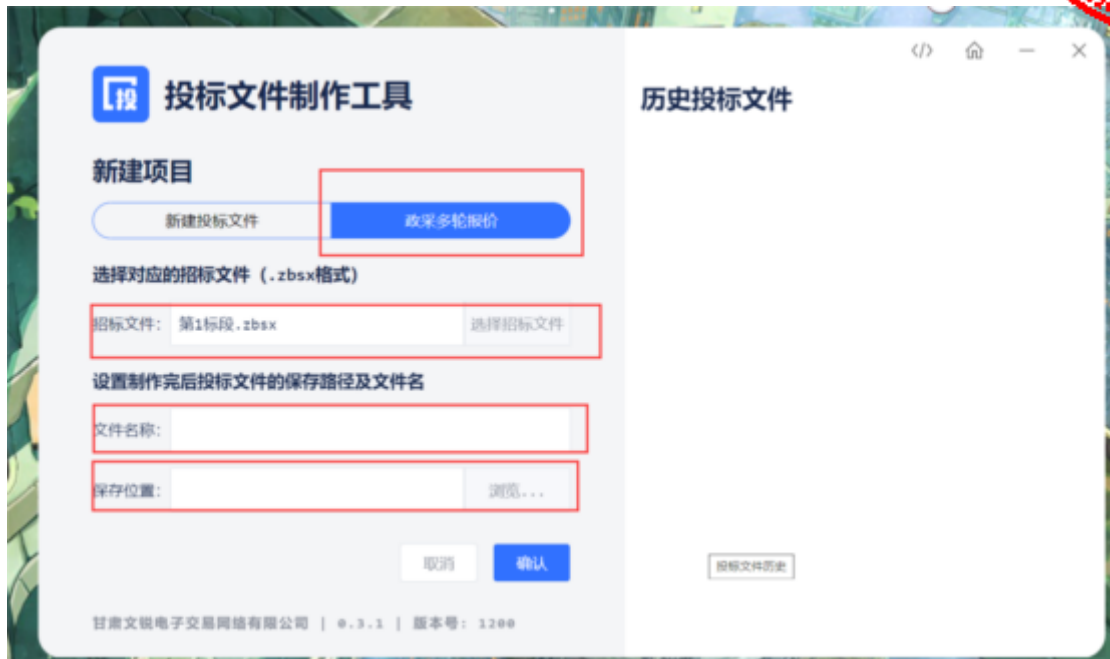 投标文件制作工具
新建项目
新建投标文件
政采多轮报价
选择对应的招标文件 (.zbsx格式)
招标文件: 第1标段.zbsx 选择招标文件
设置制作完后投标文件的保存路径及文件名
文件名称:
保存位置: 浏览...
取消 确认
甘肃文锐电子交易网络有限公司 | 0.3.1 | 版本号: 1200
历史投标文件
投标文件历史